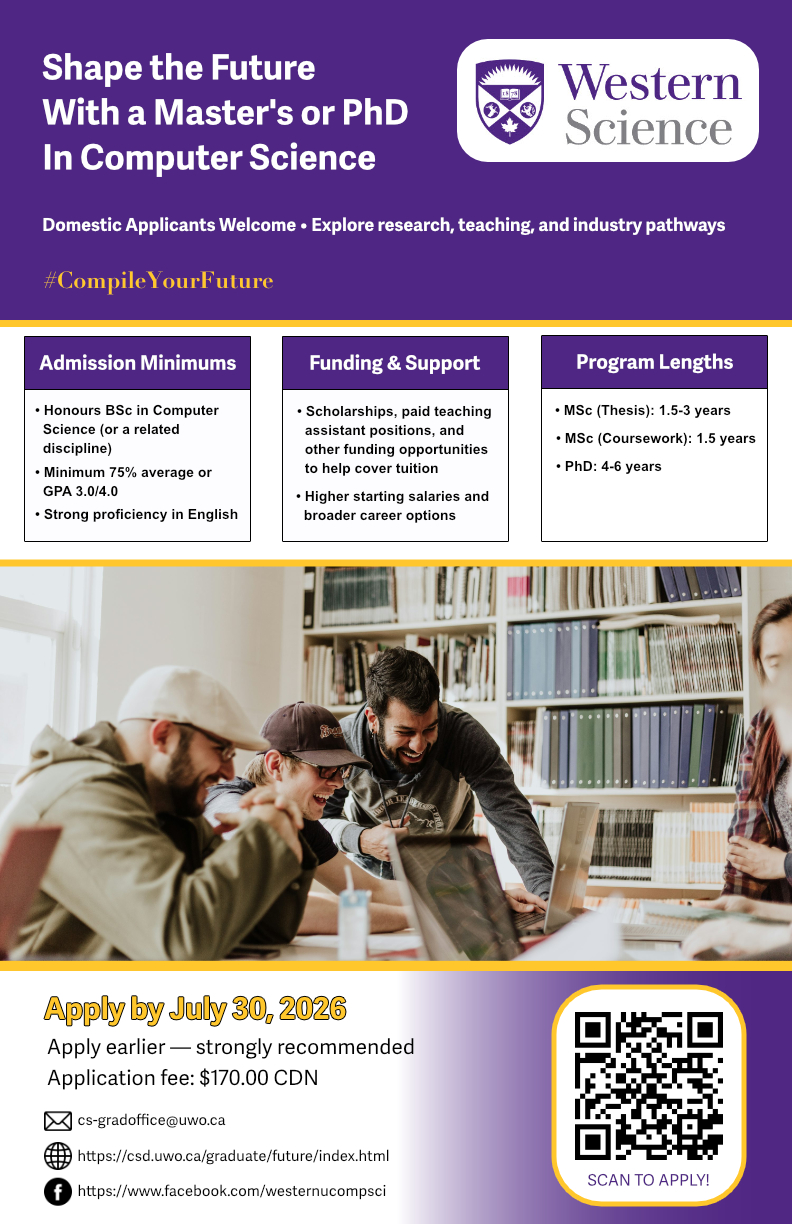 Shape the Future
With a Master's or PhD
In Computer Science
Western
Science
Domestic Applicants Welcome • Explore research, teaching, and industry pathways
#CompileYourFuture
Admission Minimums
• Honours BSc in Computer
Science (or a related
discipline)
• Minimum 75% average or
GPA 3.0/4.0
• Strong proficiency in English
Funding & Support
• Scholarships, paid teaching
assistant positions, and
other funding opportunities
to help cover tuition
• Higher starting salaries and
broader career options
Program Lengths
• MSc (Thesis): 1.5-3 years
• MSc (Coursework): 1.5 years
• PhD: 4-6 years
Apply by July 30, 2026
Apply earlier — strongly recommended
Application fee: $170.00 CDN
cs-gradoffice@uwo.ca
https://csd.uwo.ca/graduate/future/index.html
https://www.facebook.com/westernucompsci
SCAN TO APPLY!